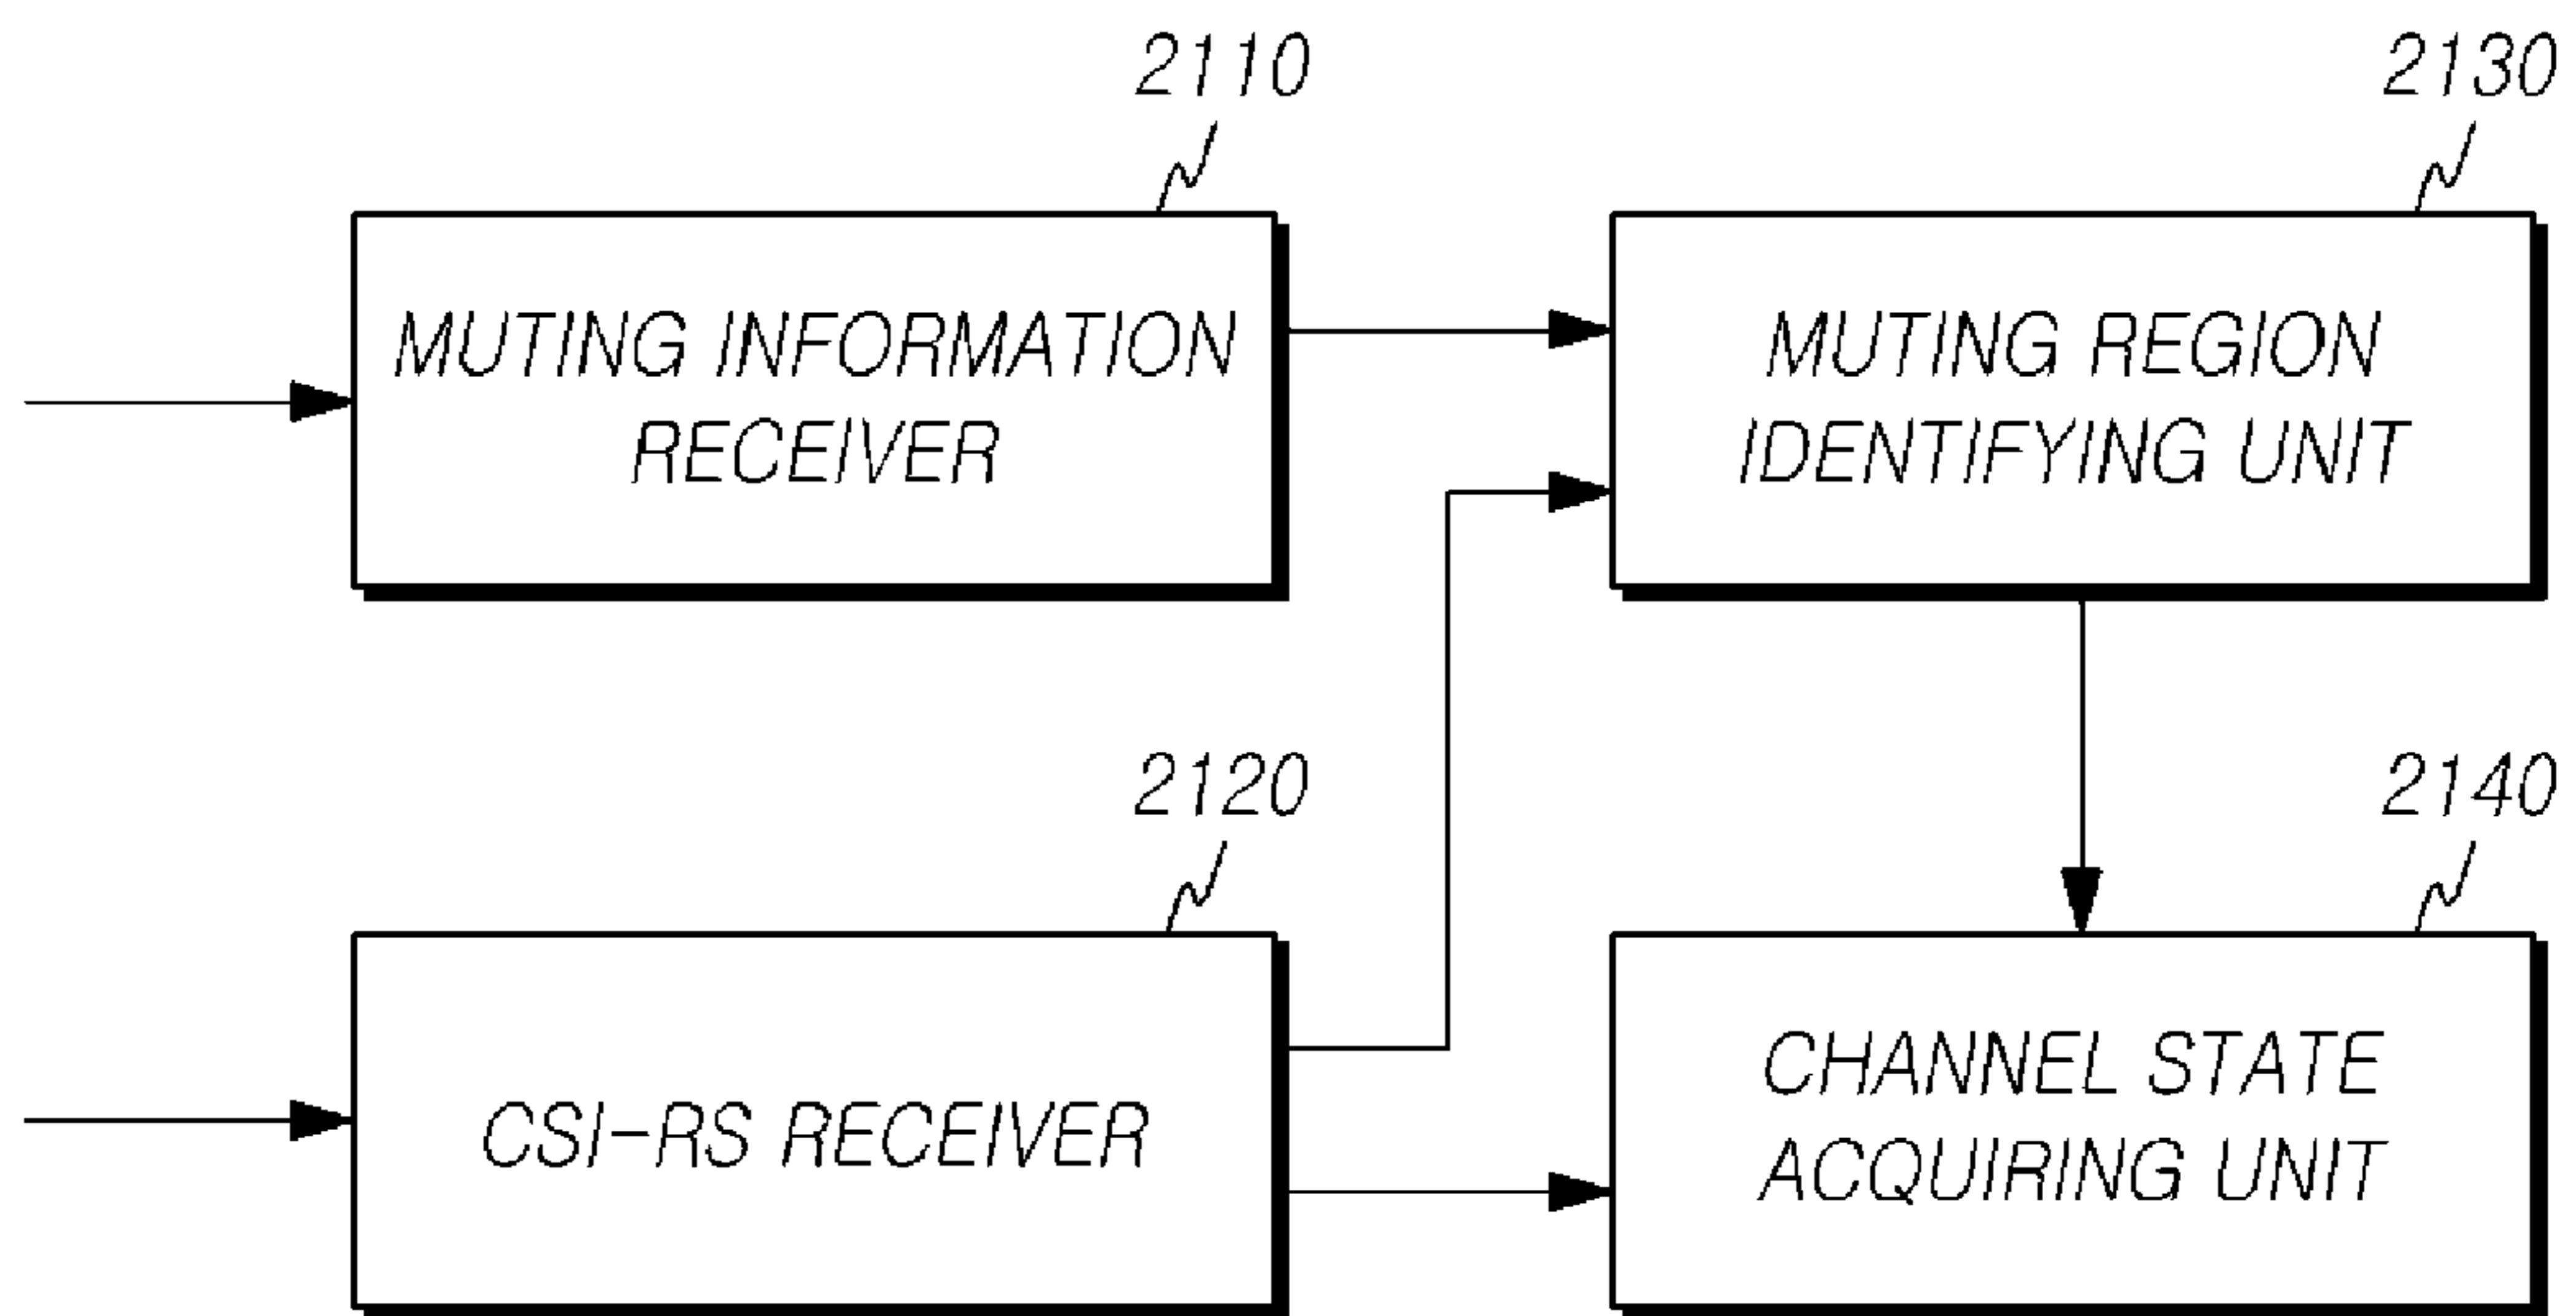 2110
2130
MUTING INFORMATION
RECEIVER
MUTING REGION
IDENTIFYING UNIT
2120
2140
CSI-RS RECEIVER
CHANNEL STATE
ACQUIRING UNIT